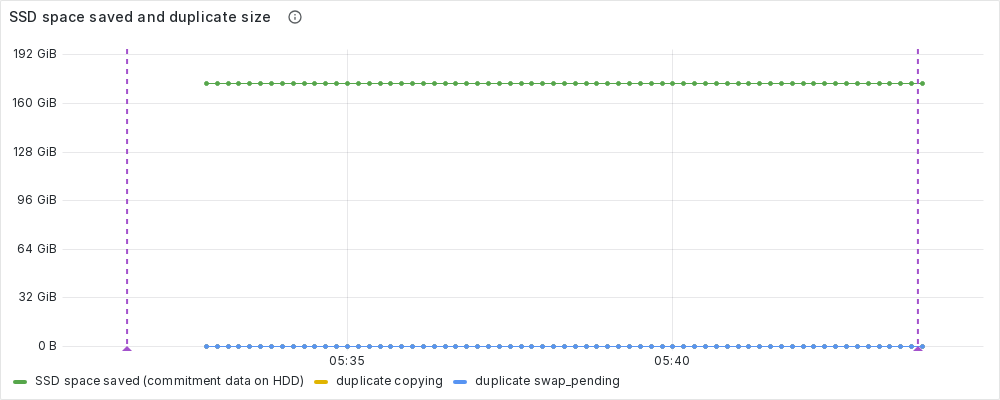 SSD space saved and duplicate size
192 GiB
160 GiB
128 GiB
96 GiB
64 GiB
32 GiB
0 B
05:35 05:40
SSD space saved (commitment data on HDD) duplicate copying duplicate swap_pending